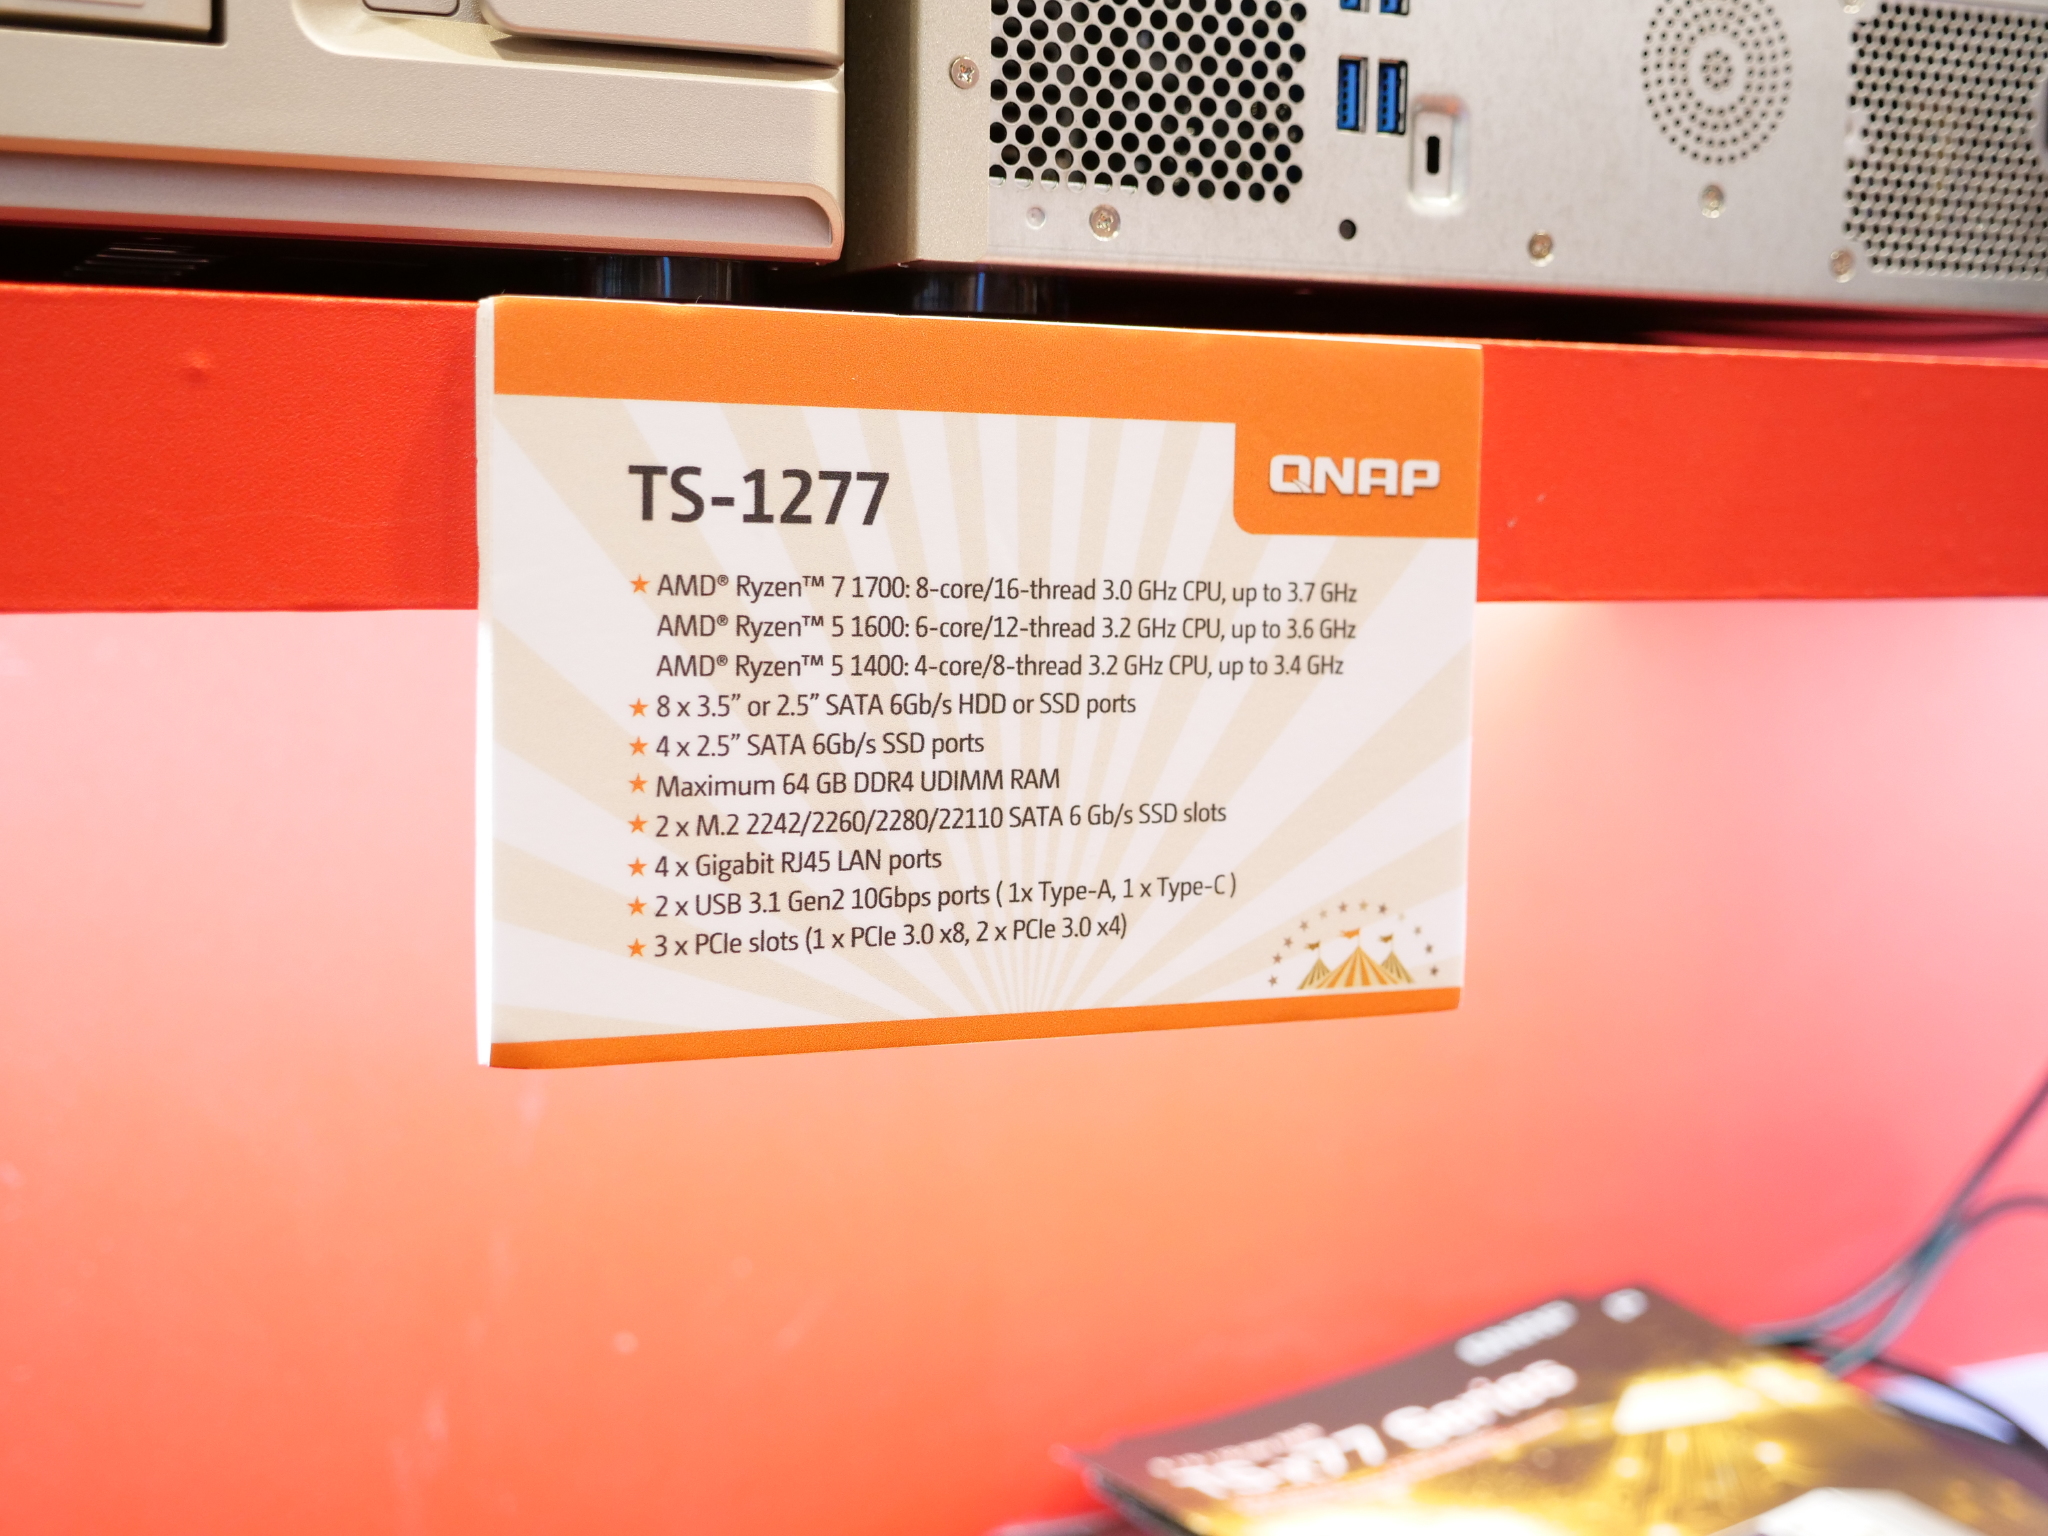 TS-1277
QNAP
★ AMD® Ryzen™ 7 1700: 8-core/16-thread 3.0 GHz CPU, up to 3.7 GHz
AMD® Ryzen™ 5 1600: 6-core/12-thread 3.2 GHz CPU, up to 3.6 GHz
AMD® Ryzen™ 5 1400: 4-core/8-thread 3.2 GHz CPU, up to 3.4 GHz
★ 8 x 3.5” or 2.5” SATA 6Gb/s HDD or SSD ports
★ 4 x 2.5” SATA 6Gb/s SSD ports
★ Maximum 64 GB DDR4 UDIMM RAM
★ 2 x M.2 2242/2260/2280/22110 SATA 6 Gb/s SSD slots
★ 4 x Gigabit RJ45 LAN ports
★ 2 x USB 3.1 Gen2 10Gbps ports ( 1x Type-A, 1 x Type-C )
★ 3 x PCIe slots (1 x PCIe 3.0 x8, 2 x PCIe 3.0 x4)
QNAP
TS-x77 Series